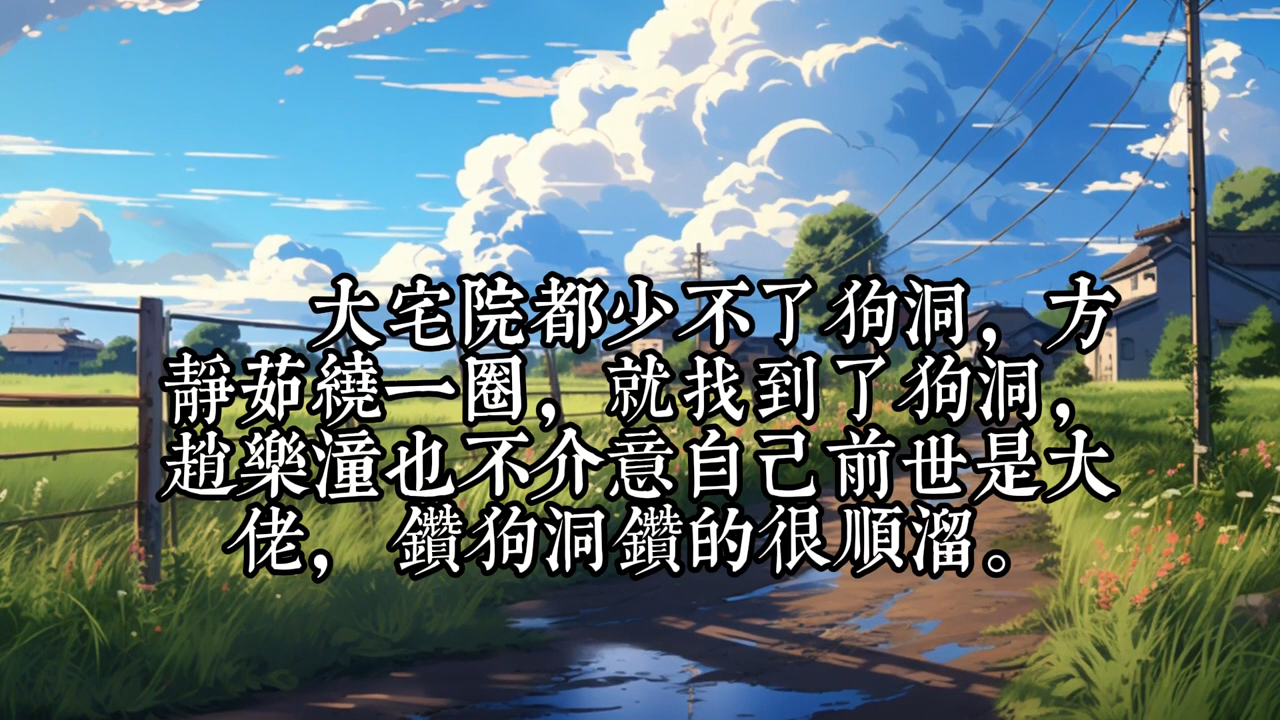 大宅院都少不了狗洞，方
靜茹繞一圈，就找到了狗洞，
趙樂潼也不介意自己前世是大
佬，鑽狗洞鑽的很順溜。